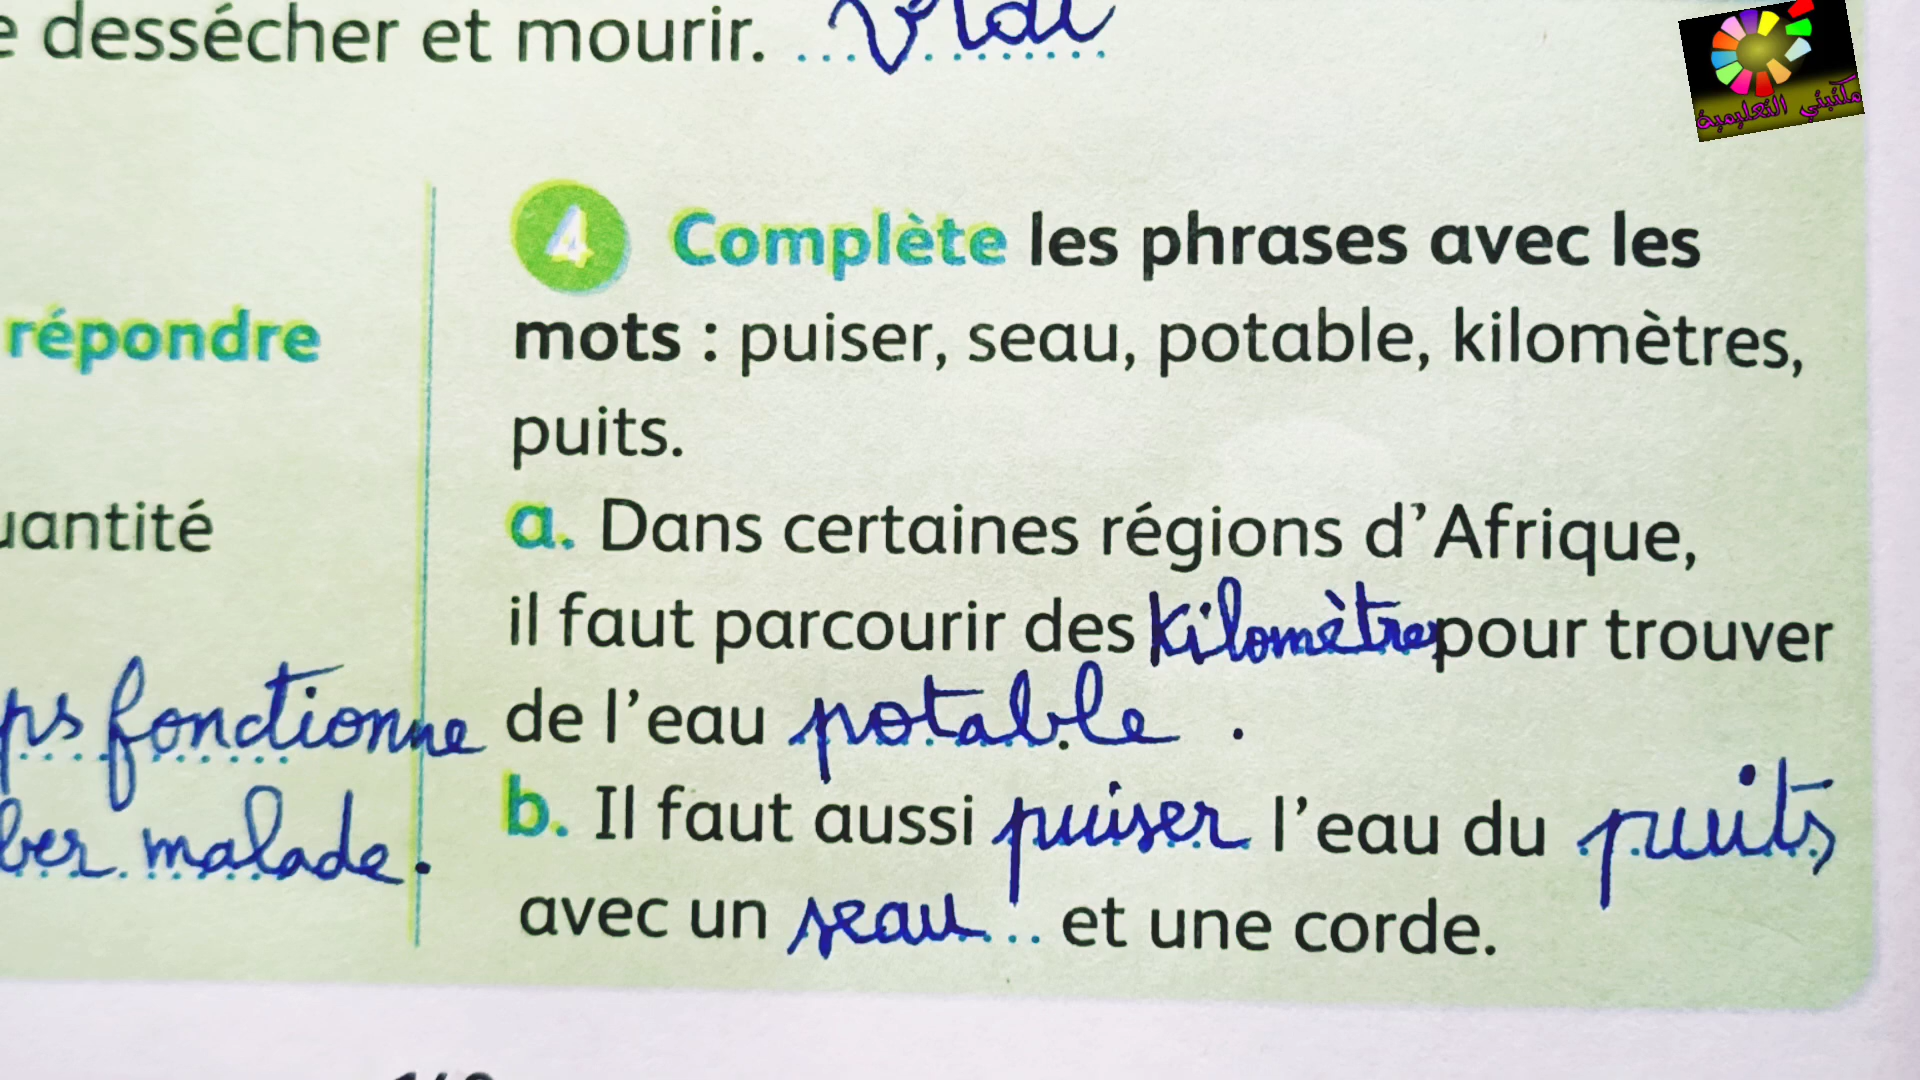 e dessécher et mourir. ...Vrai
مكتبتي التعليمية
répondre
uantité
ps fonctionne
ber malade.
4 Complète les phrases avec les
mots : puiser, seau, potable, kilomètres,
puits.
a. Dans certaines régions d'Afrique,
il faut parcourir des kilomètres pour trouver
de l'eau potable .
b. Il faut aussi puiser l'eau du puits
avec un seau... et une corde.